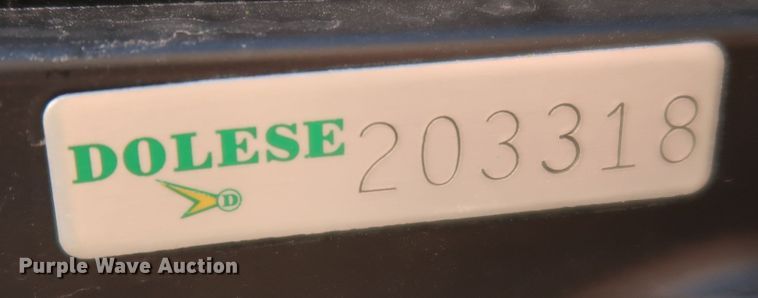 DOLESE 203318
D
Purple Wave Auction